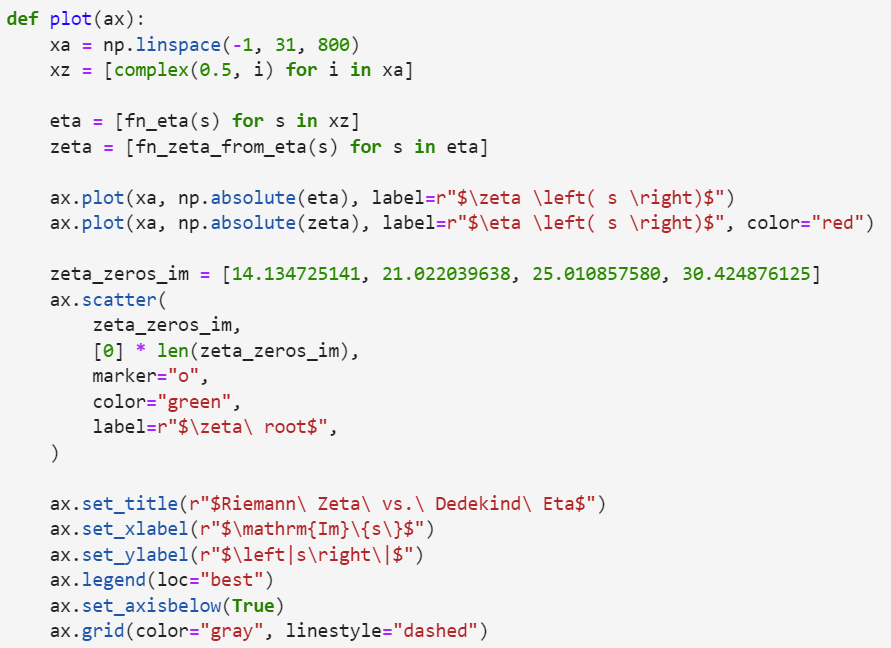 def plot(ax):
    xa = np.linspace(-1, 31, 800)
    xz = [complex(0.5, i) for i in xa]

    eta = [fn_eta(s) for s in xz]
    zeta = [fn_zeta_from_eta(s) for s in eta]

    ax.plot(xa, np.absolute(eta), label=r"$\zeta \left( s \right)$")
    ax.plot(xa, np.absolute(zeta), label=r"$\eta \left( s \right)$", color="red")

    zeta_zeros_im = [14.134725141, 21.022039638, 25.010857580, 30.424876125]
    ax.scatter(
        zeta_zeros_im,
        [0] * len(zeta_zeros_im),
        marker="o",
        color="green",
        label=r"$\zeta\ root$",
    )

    ax.set_title(r"$Riemann\ Zeta\ vs.\ Dedekind\ Eta$")
    ax.set_xlabel(r"$\mathrm{Im}\{s\}$")
    ax.set_ylabel(r"$\left|s\right\|$")
    ax.legend(loc="best")
    ax.set_axisbelow(True)
    ax.grid(color="gray", linestyle="dashed")